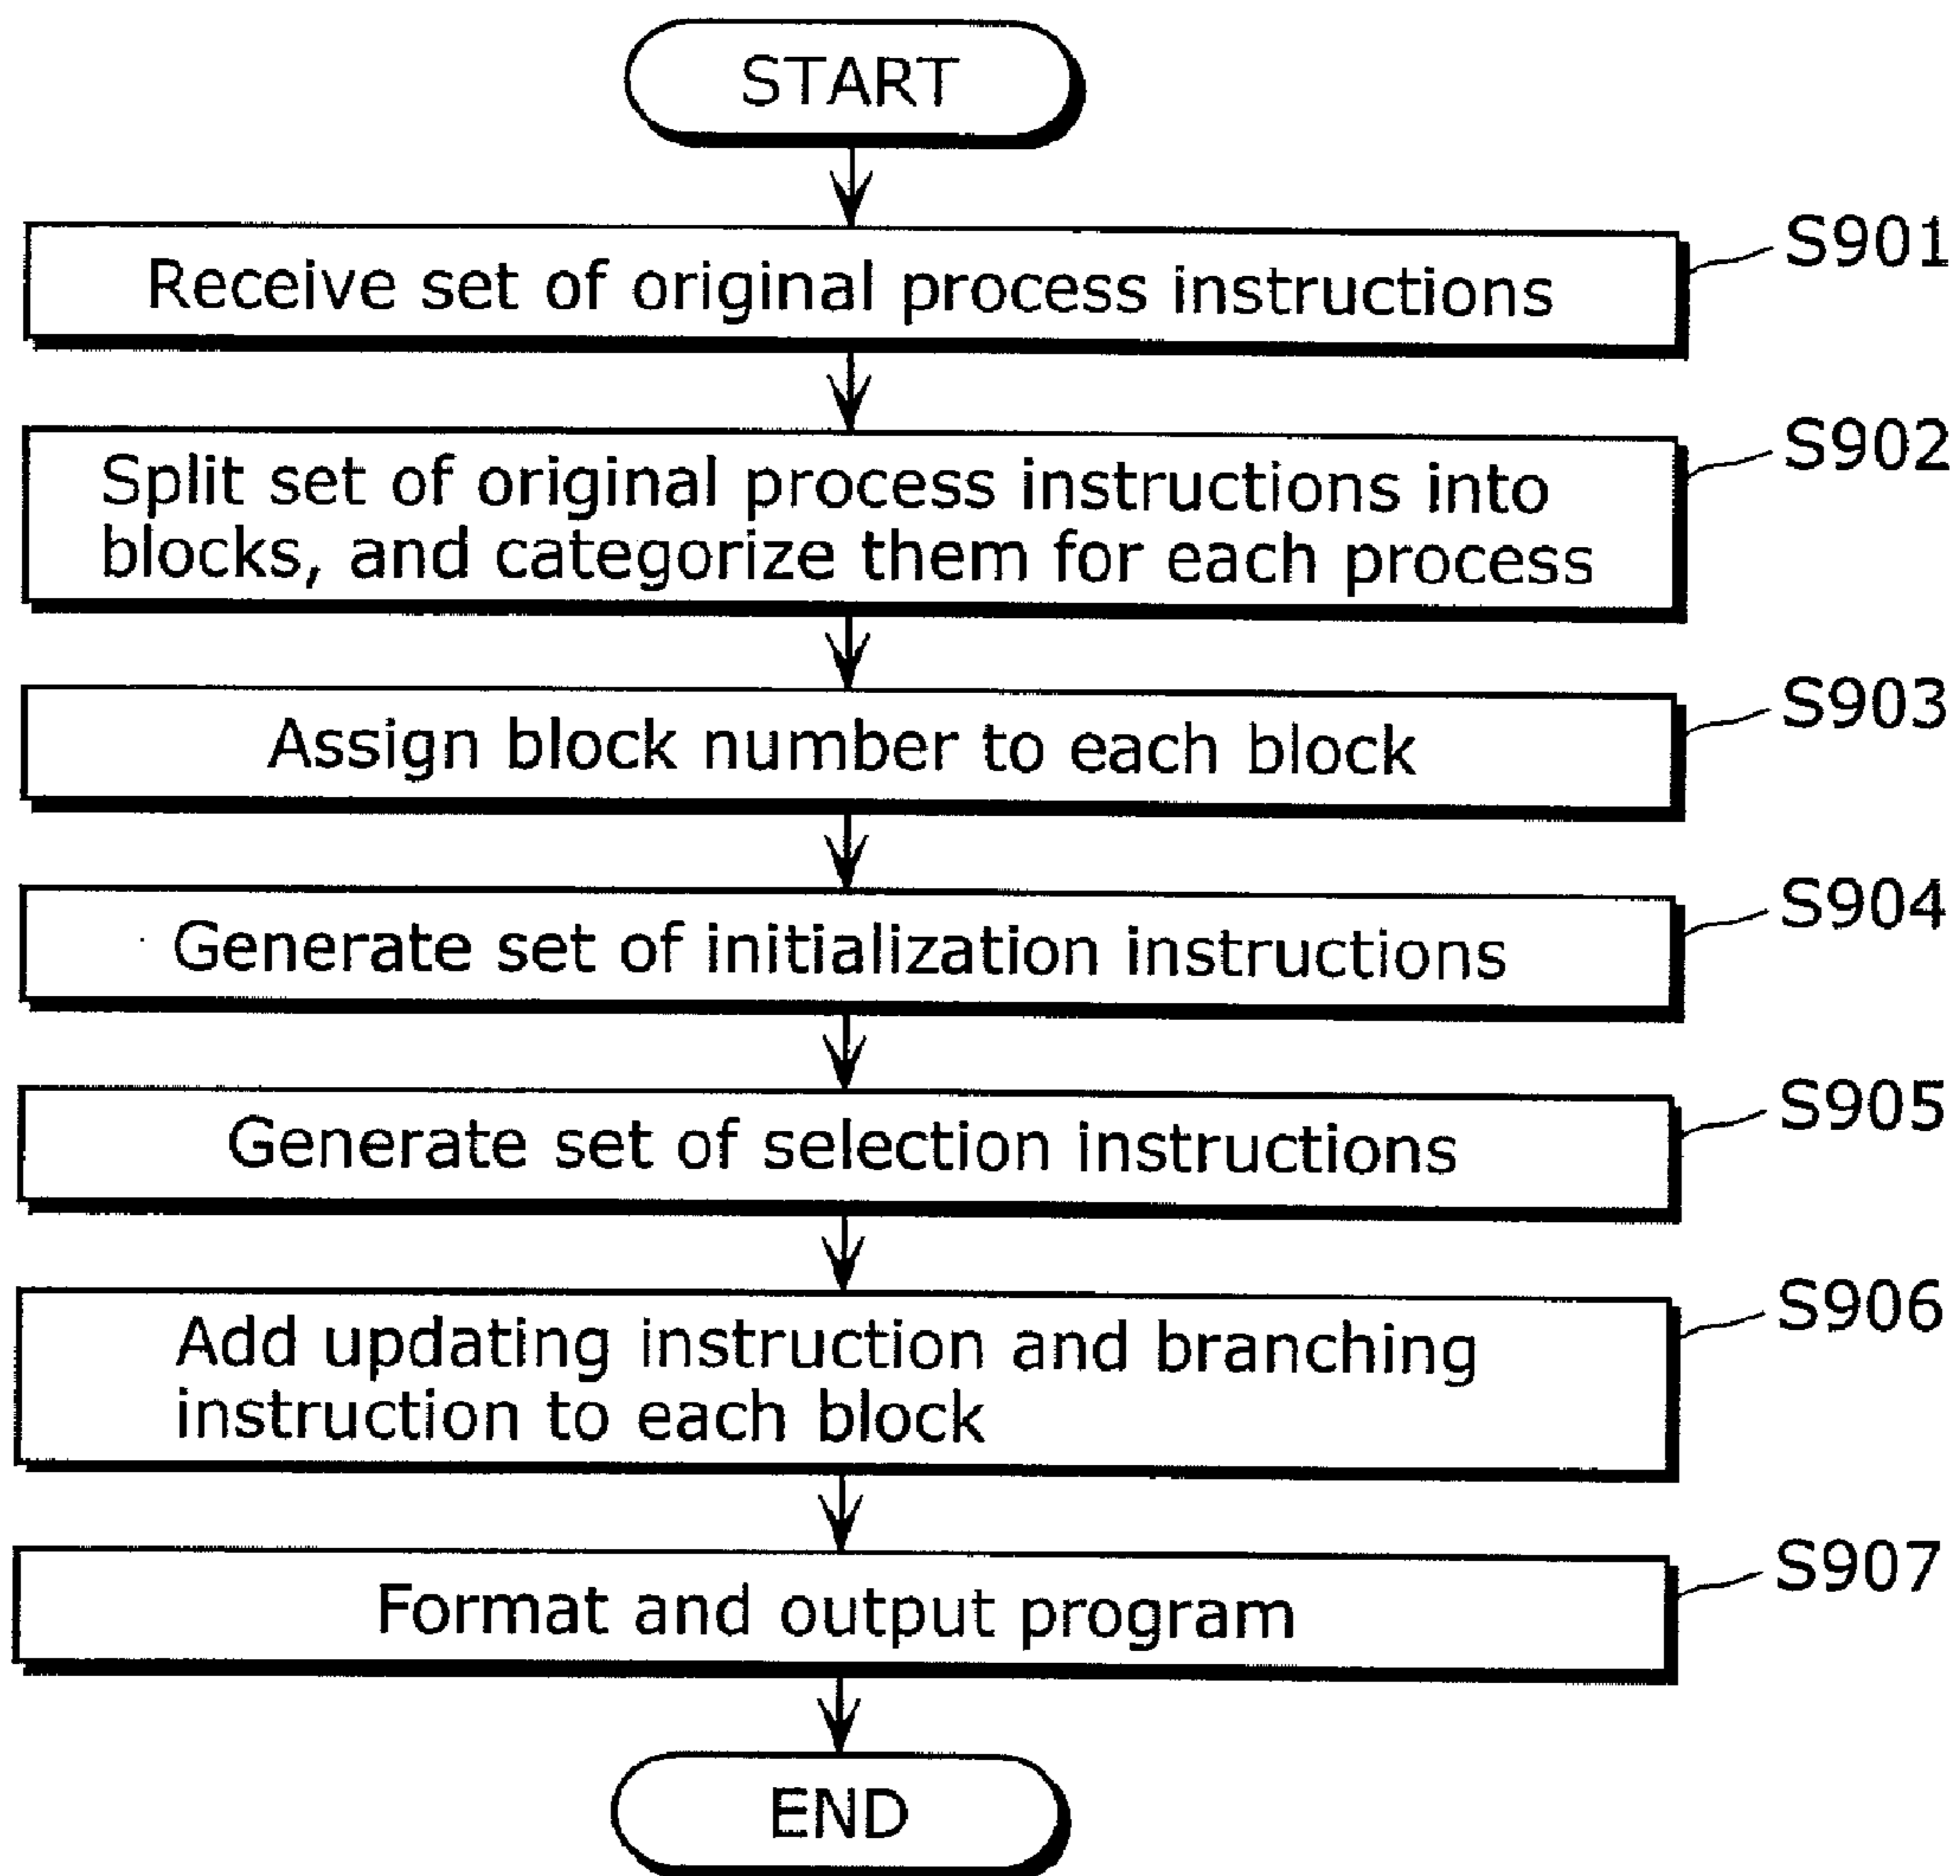 START
S901
Receive set of original process instructions
S902
Split set of original process instructions into
blocks, and categorize them for each process
S903
Assign block number to each block
S904
Generate set of initialization instructions
S905
Generate set of selection instructions
S906
Add updating instruction and branching
instruction to each block
S907
Format and output program
END